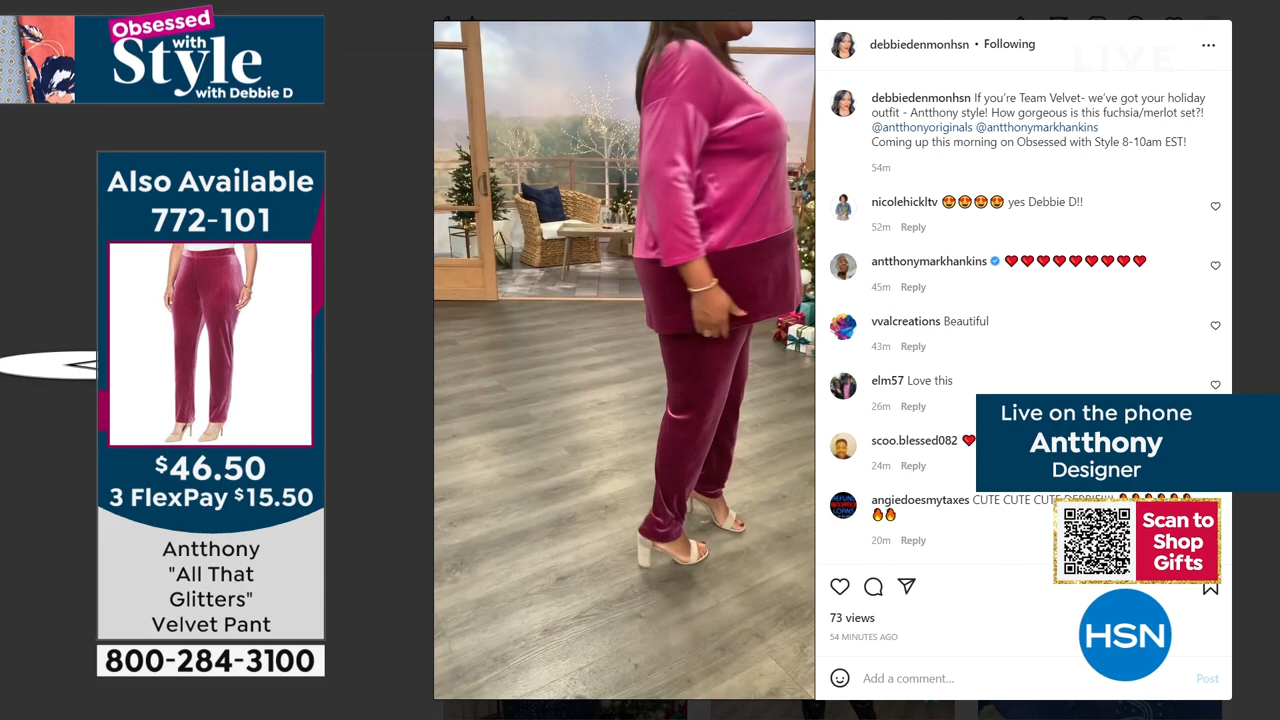 Obsessed
with
Style
with Debbie D
Also Available
772-101
$46.50
3 FlexPay $15.50
Antthony
"All That
Glitters"
Velvet Pant
800-284-3100
debbiedenmonhsn • Following
LIVE
debbiedenmonhsn If you're Team Velvet- we've got your holiday
outfit - Antthony style! How gorgeous is this fuchsia/merlot set?!
@antthonyoriginals @antthonymarkhankins
Coming up this morning on Obsessed with Style 8-10am EST!
54m
nicolehickltv 😍😍😍😍 yes Debbie D!!
52m Reply
antthonymarkhankins ❤️❤️❤️❤️❤️❤️❤️❤️❤️
45m Reply
vvalcreations Beautiful
43m Reply
elm57 Love this
26m Reply
scoo.blessed082 ❤️
24m Reply
angiedoesmytaxes CUTE CUTE CUTE DEBBIE!!!! 🔥🔥🔥🔥🔥🔥
🔥🔥
20m Reply
Live on the phone
Antthony
Designer
Scan to
Shop
Gifts
73 views
54 MINUTES AGO
HSN
Add a comment...
Post